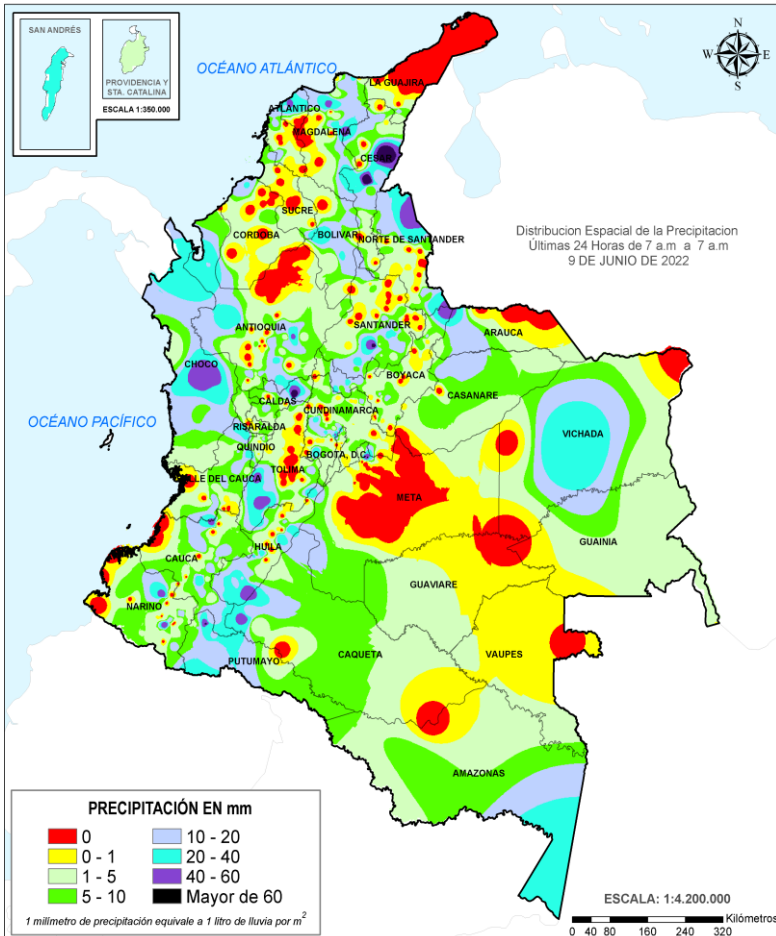 SAN ANDRÉS
PROVIDENCIA Y
STA. CATALINA
ESCALA 1:350.000
OCÉANO ATLÁNTICO
N
W
E
S
LA GUAJIRA
ATLANTICO
MAGDALENA
CESAR
SUCRE
CORDOBA
BOLIVAR
NORTE DE SANTANDER
Distribucion Espacial de la Precipitacion
Últimas 24 Horas de 7 a.m a 7 a.m
9 DE JUNIO DE 2022
ANTIOQUIA
SANTANDER
ARAUCA
CHOCO
BOYACA
CASANARE
CALDAS
CUNDINAMARCA
OCÉANO PACÍFICO
RISARALDA
VICHADA
QUINDIO
BOGOTA, D.C.
TOLIMA
VALLE DEL CAUCA
META
GUAINIA
HUILA
CAUCA
GUAVIARE
NARINO
CAQUETA
VAUPES
PUTUMAYO
AMAZONAS
PRECIPITACIÓN EN mm
0
10 - 20
0 - 1
20 - 40
1 - 5
40 - 60
5 - 10
Mayor de 60
1 milimetro de precipitación equivale a 1 litro de lluvia por m2
ESCALA: 1:4.200.000
Kilómetros
0 40 80 160 240 320